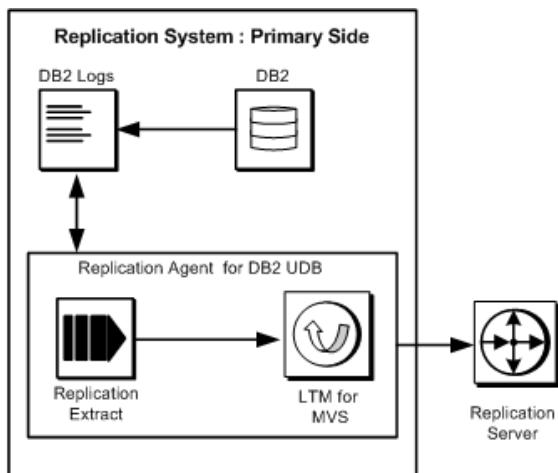 Replication System : Primary Side
DB2 Logs
DB2
Replication Agent for DB2 UDB
Replication
Extract
LTM for
MVS
Replication
Server